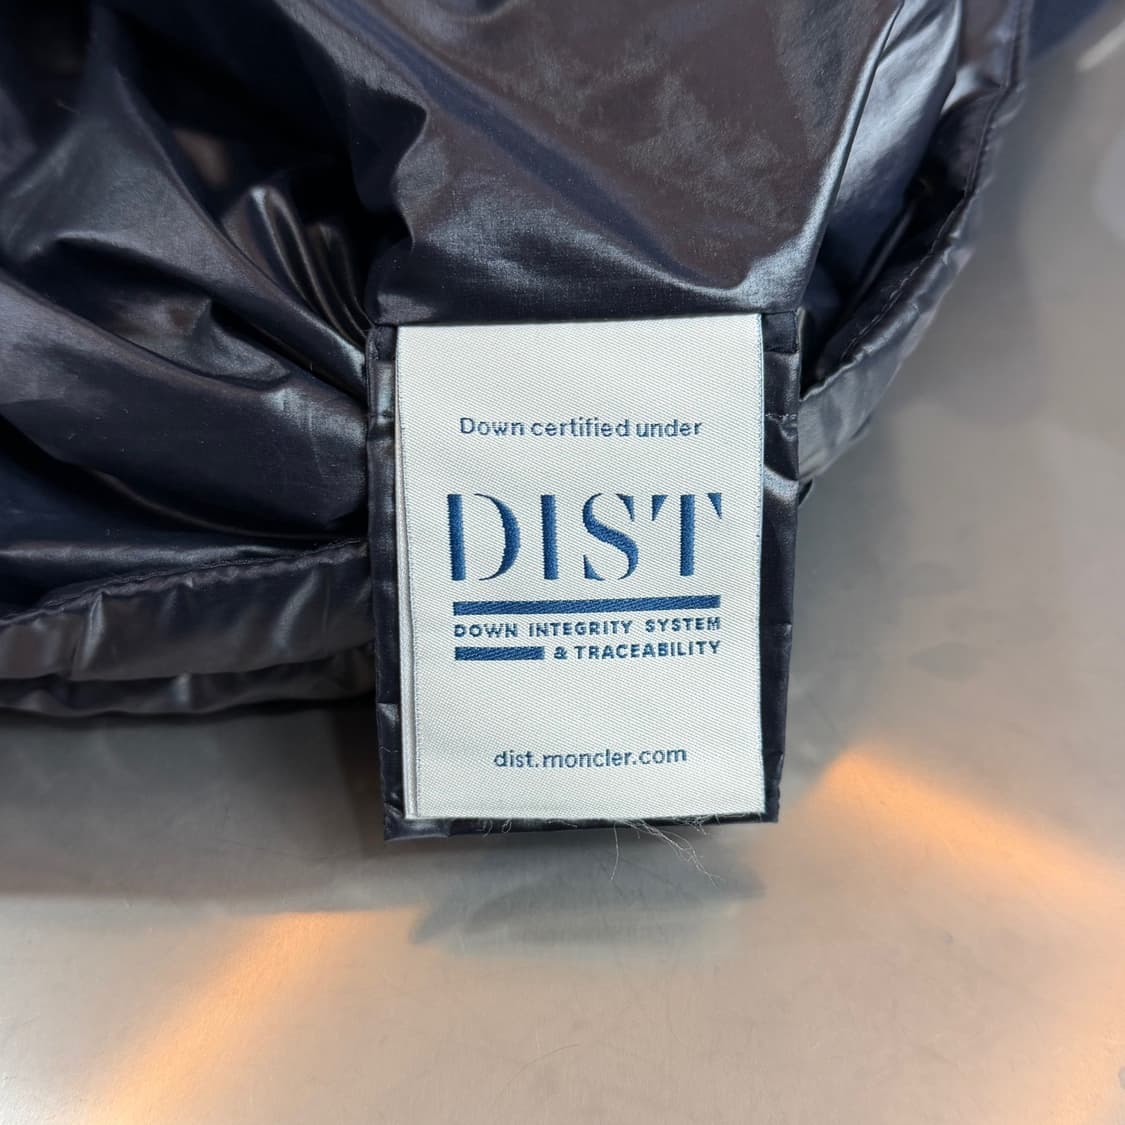 Down certified under
DIST
DOWN INTEGRITY SYSTEM
& TRACEABILITY
dist.moncler.com